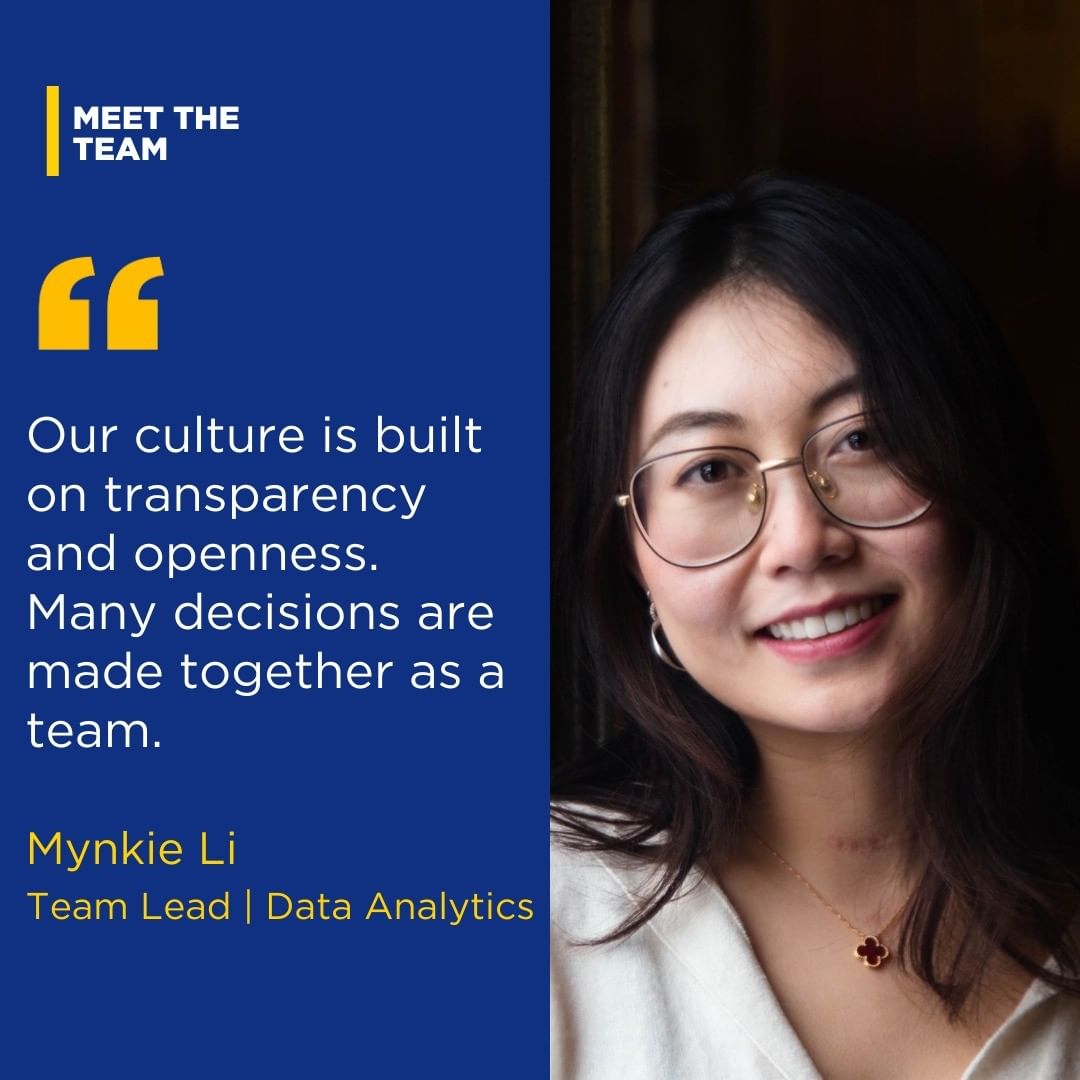 MEET THE
TEAM
“
Our culture is built
on transparency
and openness.
Many decisions are
made together as a
team.
Mynkie Li
Team Lead | Data Analytics